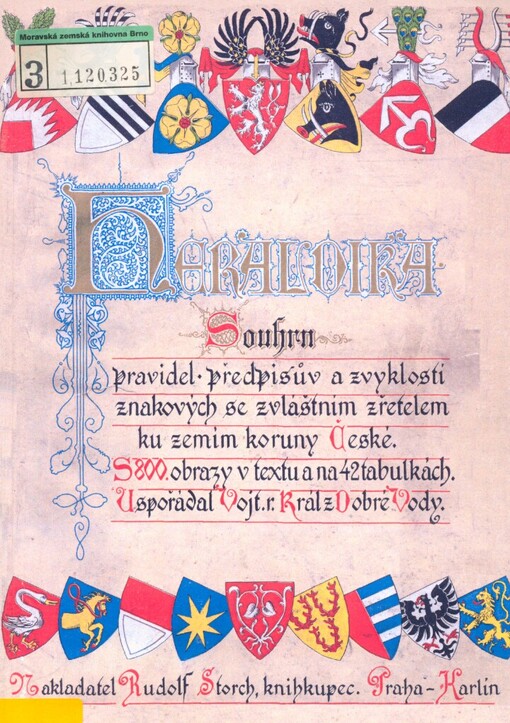 Moravská zemská knihovna Brno
3 1,120.325
HERALDIKA
Souhrn
pravidel, předpisův a zvyklostí
znakových se zvláštním zřetelem
ku zemím koruny České.
S 800. obrazy v textu a na 42 tabulkách.
Uspořádal Vojt. r. Král z Dobré Vody.
Nakladatel Rudolf Storch, knihkupec. Praha-Karlín